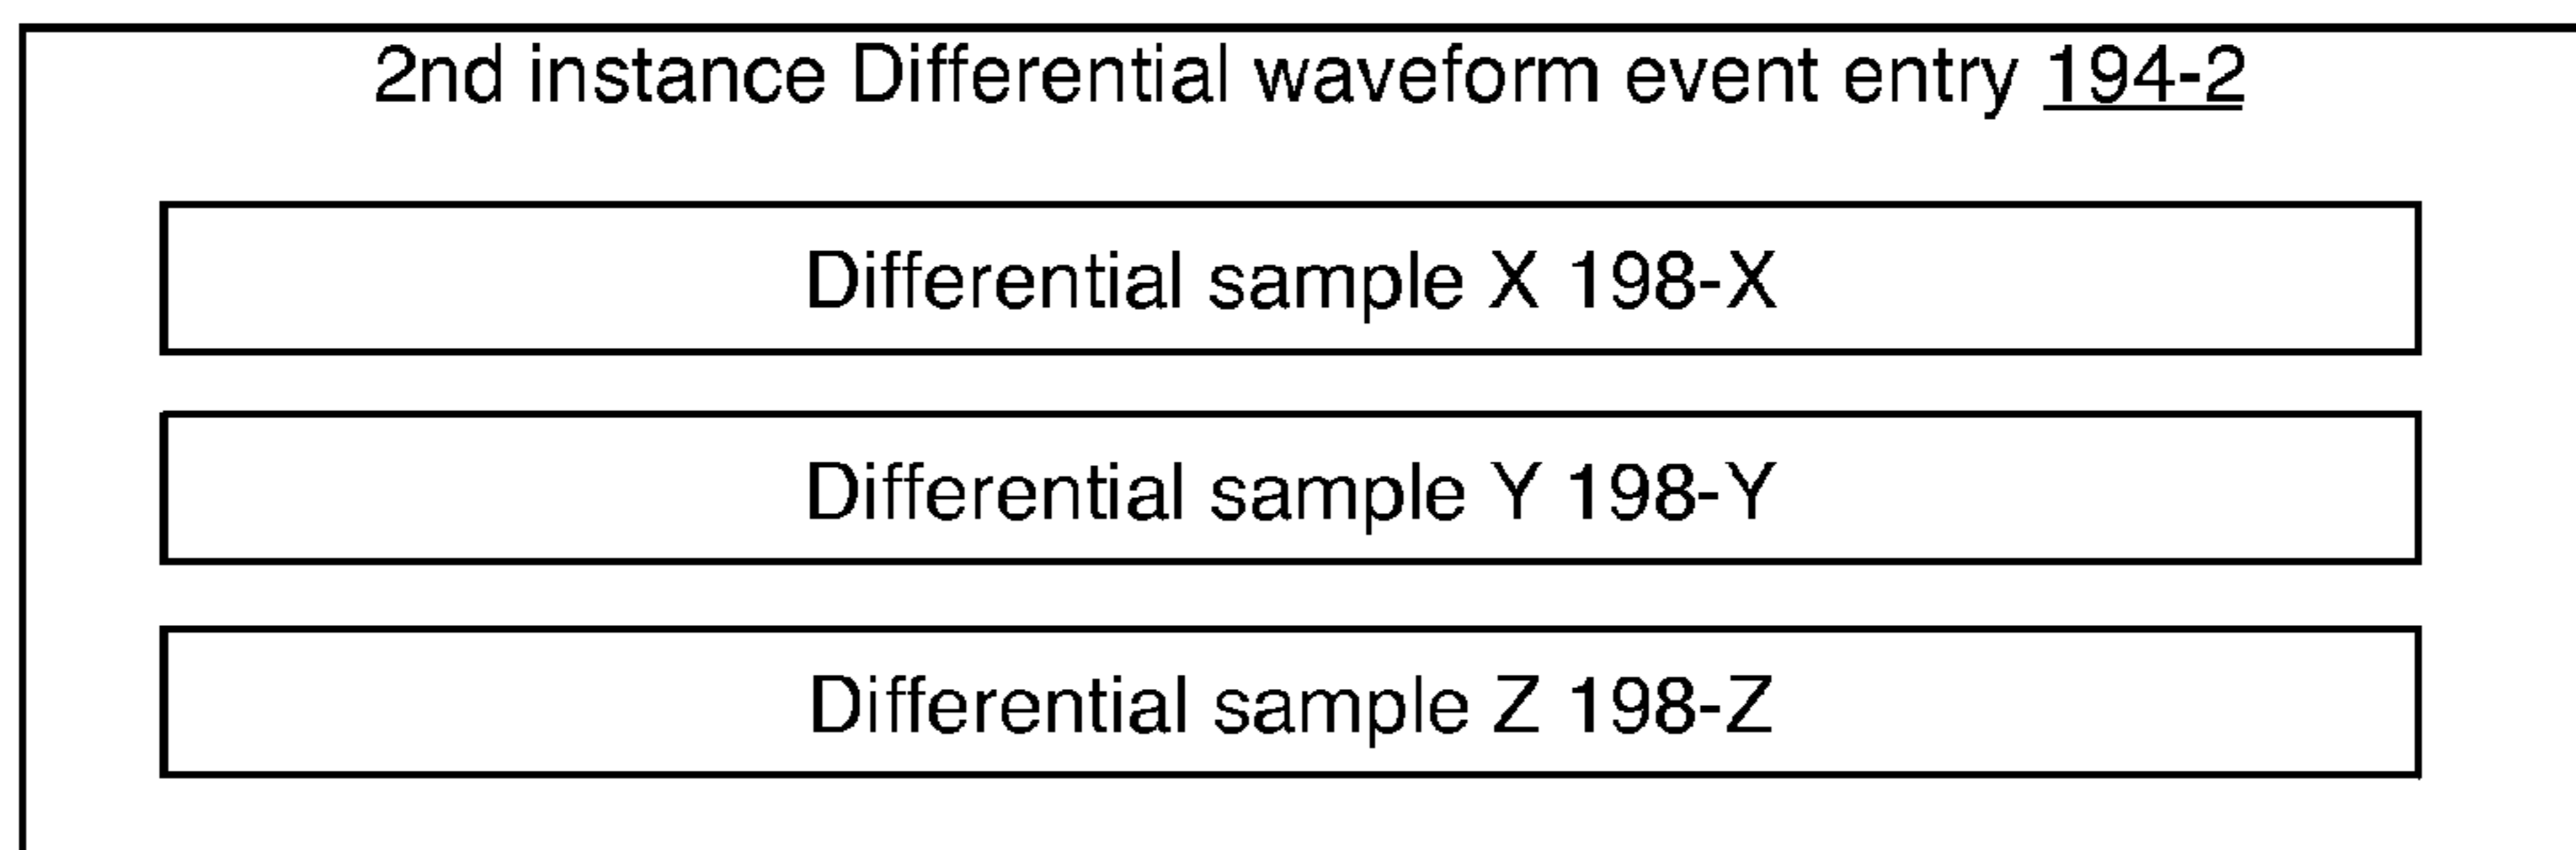 2nd instance Differential waveform event entry 194-2
Differential sample X 198-X
Differential sample Y 198-Y
Differential sample Z 198-Z